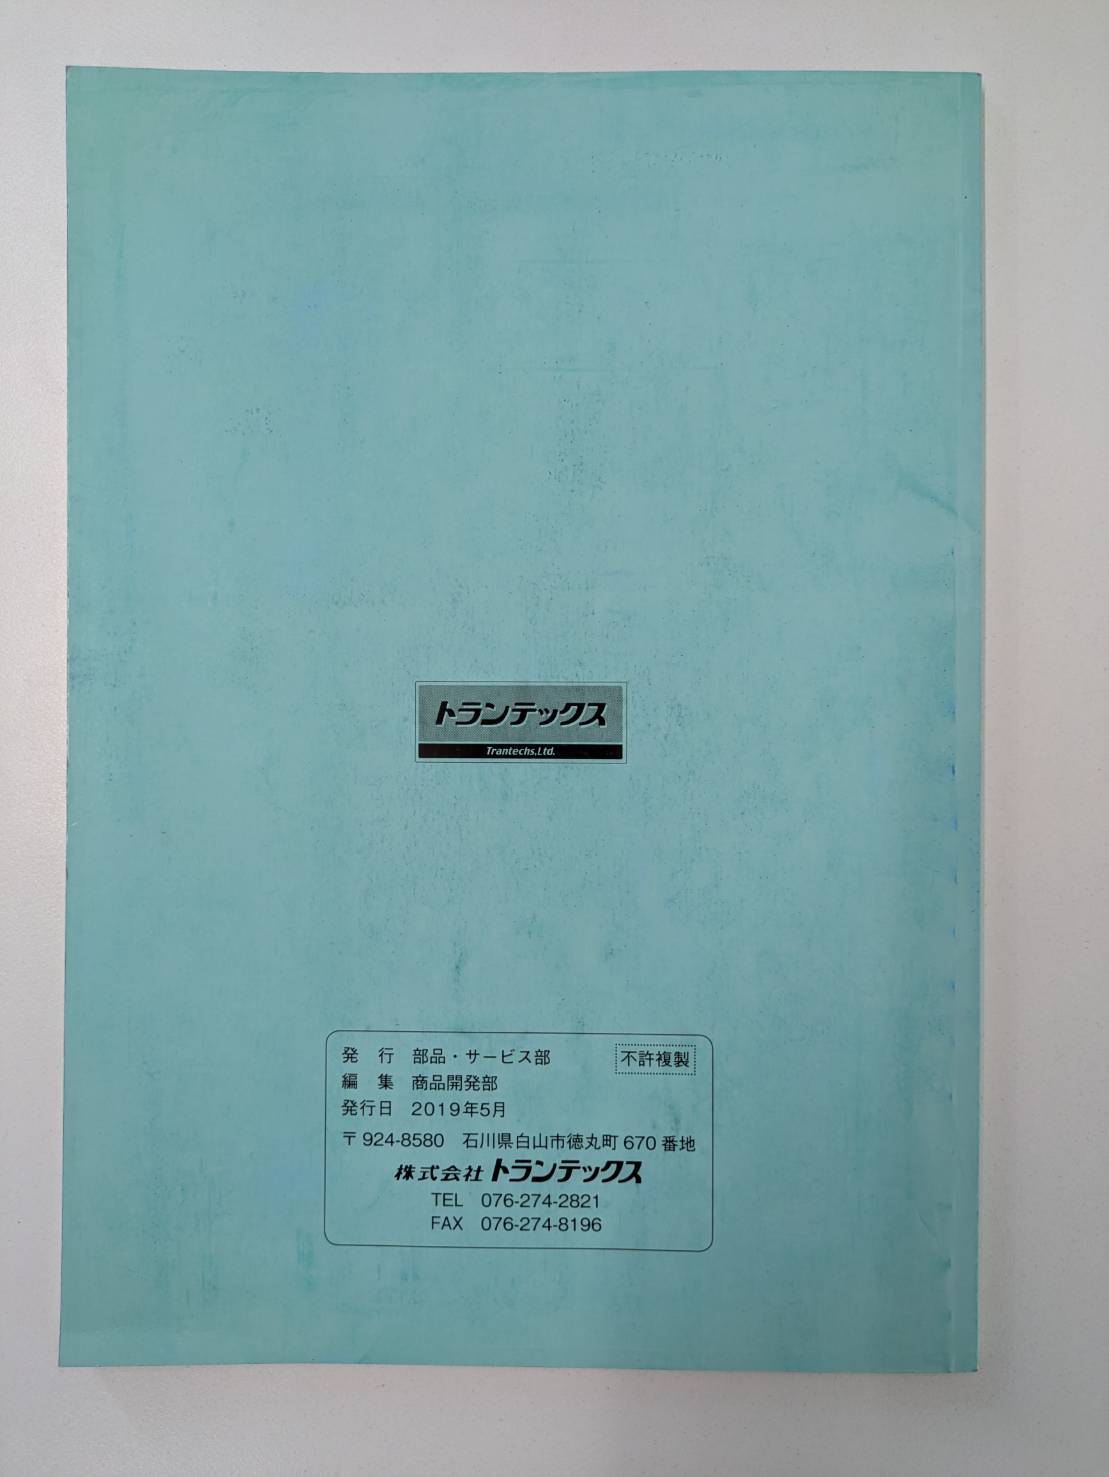 トランテックス
Trantechs,Ltd.
発　行　部品・サービス部　不許複製
編　集　商品開発部
発行日　2019年5月
〒924-8580　石川県白山市徳丸町670番地
株式会社トランテックス
TEL　076-274-2821
FAX　076-274-8196